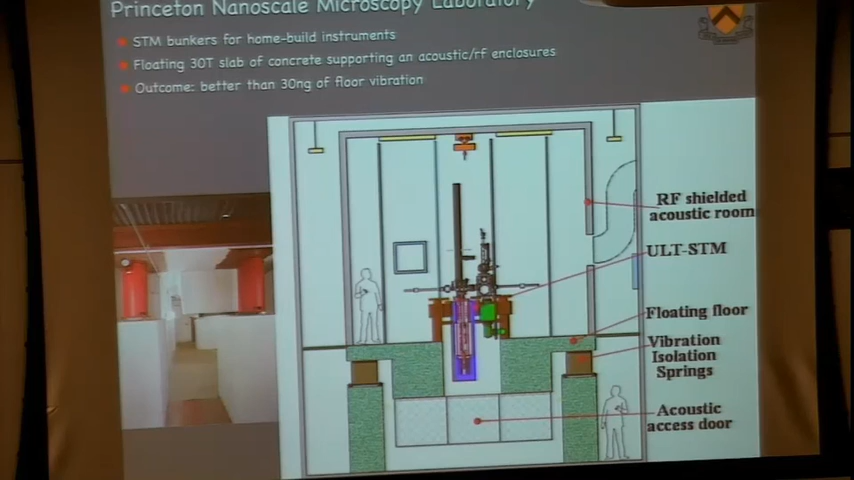 Princeton Nanoscale Microscopy Laboratory
STM bunkers for home-build instruments
Floating 30T slab of concrete supporting an acoustic/rf enclosures
Outcome: better than 30ng of floor vibration
RF shielded
acoustic room
ULT-STM
Floating floor
Vibration
Isolation
Springs
Acoustic
access door